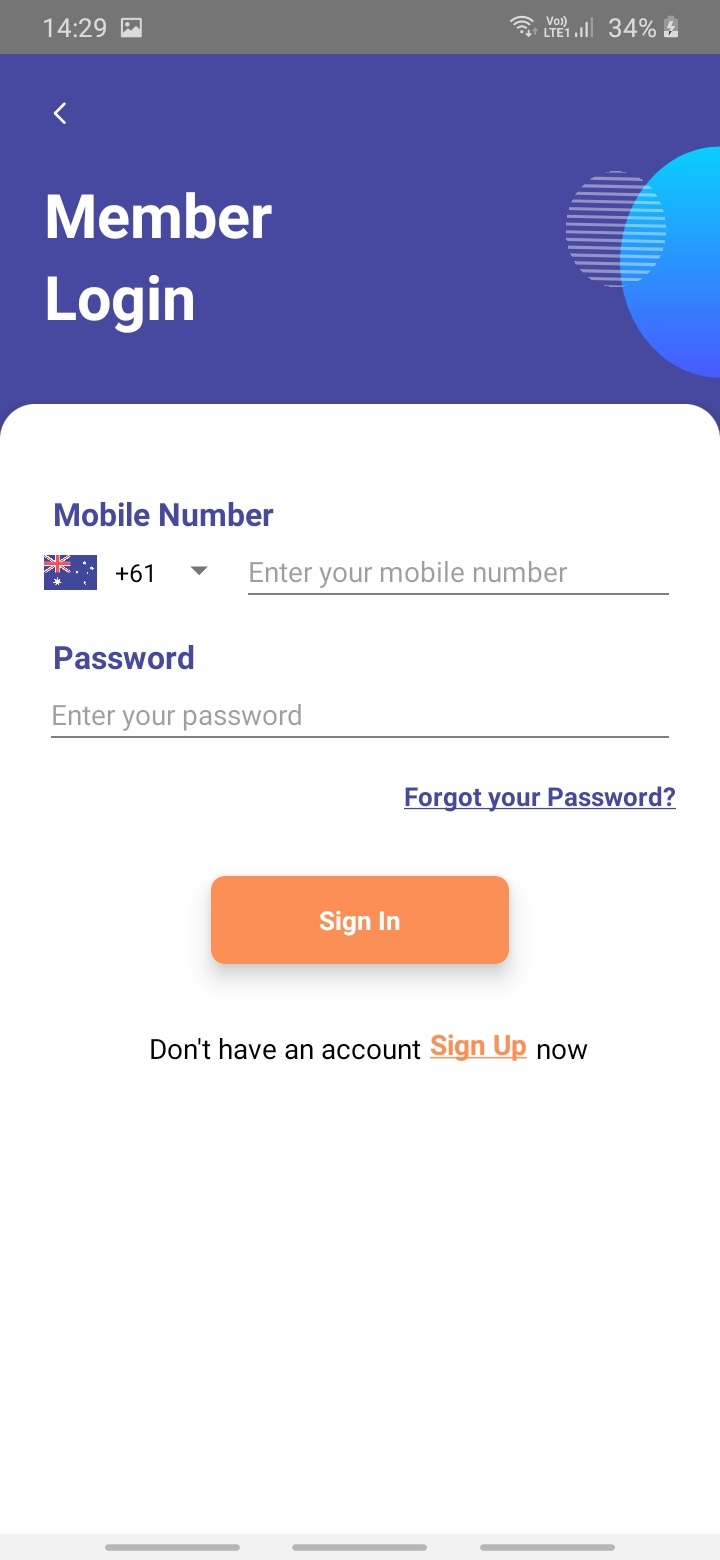 14:29
Vo)) LTE1 34%
Member
Login
Mobile Number
+61 Enter your mobile number
Password
Enter your password
Forgot your Password?
Sign In
Don't have an account Sign Up now